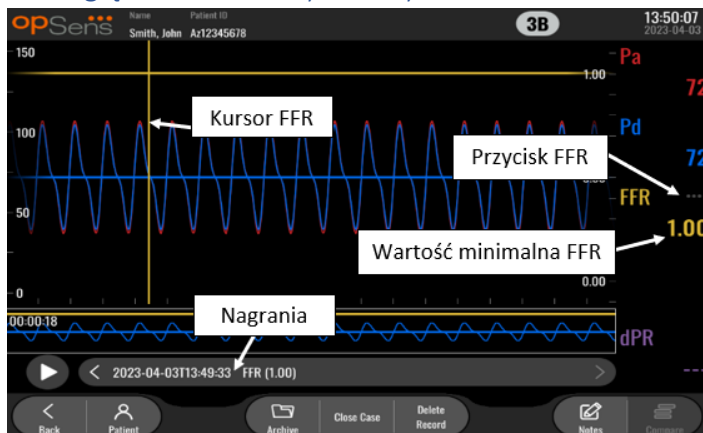 opSens
Name Patient ID
Smith, John Az12345678
3B
13:50:07
2023-04-03
150
1.00
Pa
72
Kursor FFR
100
Pd
Przycisk FFR
72
FFR
---
50
1.00
Wartość minimalna FFR
0.00
0
Nagrania
00:00:18
dPR
--
< 2023-04-03T13:49:33 FFR (1.00) >
Back
Patient
Archive
Close Case
Delete
Record
Notes
Compare